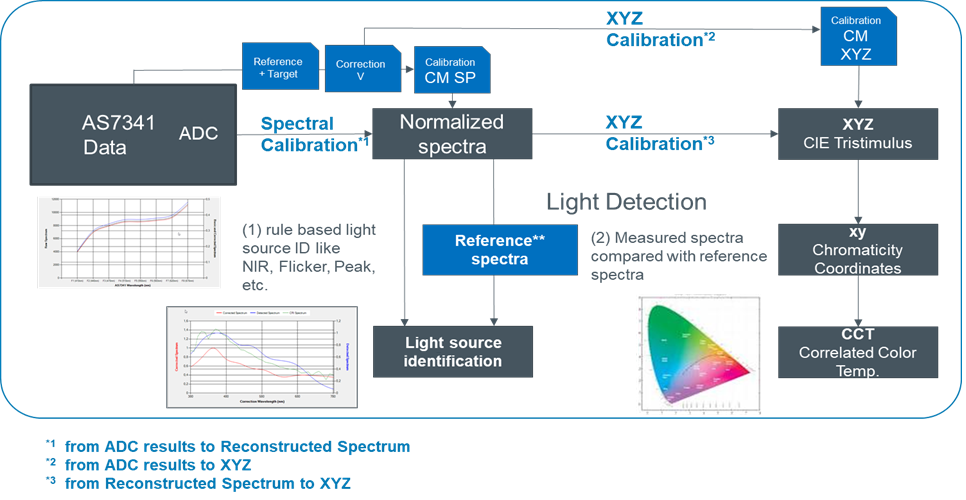 XYZ
Calibration*2
Calibration
CM
XYZ
Reference
+ Target
Correction
V
Calibration
CM SP
AS7341
Data
ADC
Spectral
Calibration*1
Normalized
spectra
XYZ
Calibration*3
XYZ
CIE Tristimulus
Light Detection
(1) rule based light
source ID like
NIR, Flicker, Peak,
etc.
Reference**
spectra
(2) Measured spectra
compared with reference
spectra
xy
Chromaticity
Coordinates
Light source
identification
CCT
Correlated Color
Temp.
Correction Wavelength (nm)
*1 from ADC results to Reconstructed Spectrum
*2 from ADC results to XYZ
*3 from Reconstructed Spectrum to XYZ